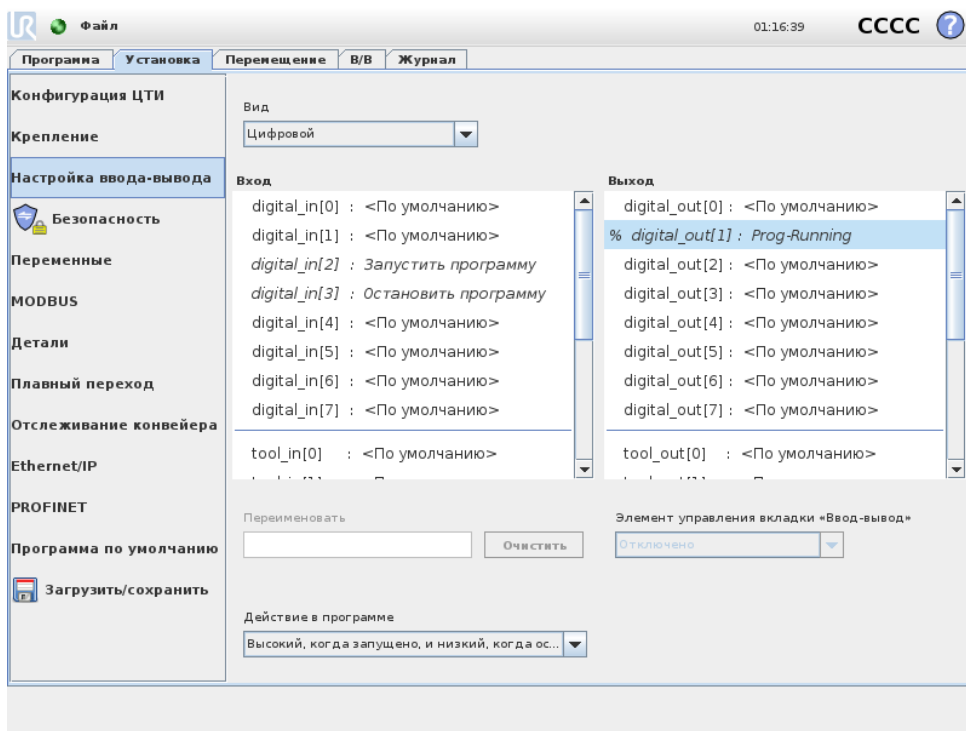 Файл
01:16:39
CCCC
?
Программа
Установка
Перемещение
В/В
Журнал
Конфигурация ЦТИ
Крепление
Настройка ввода-вывода
Безопасность
Переменные
MODBUS
Детали
Плавный переход
Отслеживание конвейера
Ethernet/IP
PROFINET
Программа по умолчанию
Загрузить/сохранить
Вид
Цифровой
Вход
digital_in[0] : <По умолчанию>
digital_in[1] : <По умолчанию>
digital_in[2] : Запустить программу
digital_in[3] : Остановить программу
digital_in[4] : <По умолчанию>
digital_in[5] : <По умолчанию>
digital_in[6] : <По умолчанию>
digital_in[7] : <По умолчанию>
tool_in[0] : <По умолчанию>
Выход
digital_out[0] : <По умолчанию>
% digital_out[1] : Prog-Running
digital_out[2] : <По умолчанию>
digital_out[3] : <По умолчанию>
digital_out[4] : <По умолчанию>
digital_out[5] : <По умолчанию>
digital_out[6] : <По умолчанию>
digital_out[7] : <По умолчанию>
tool_out[0] : <По умолчанию>
Переименовать
Очистить
Элемент управления вкладки «Ввод-вывод»
Отключено
Действие в программе
Высокий, когда запущено, и низкий, когда ос...